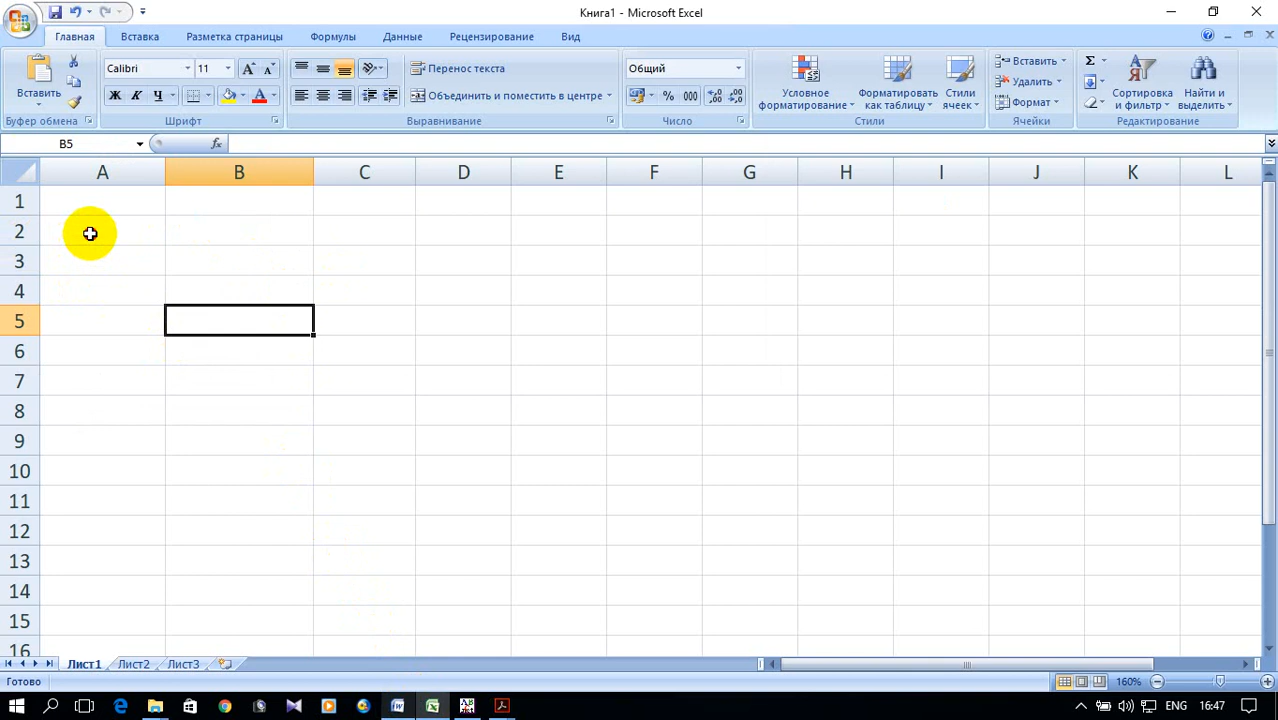 Книга1 - Microsoft Excel
Главная Вставка Разметка страницы Формулы Данные Рецензирование Вид
Вставить
Буфер обмена
Calibri 11
Ж К Ч
Шрифт
Перенос текста
Объединить и поместить в центре
Выравнивание
Общий
% 000
Число
Условное форматирование
Форматировать как таблицу
Стили ячеек
Стили
Вставить
Удалить
Формат
Ячейки
Σ
Сортировка и фильтр
Найти и выделить
Редактирование
B5 fx
A B C D E F G H I J K L
1
2
3
4
5
6
7
8
9
10
11
12
13
14
15
16
Лист1 Лист2 Лист3
Готово 160%
ENG 16:47